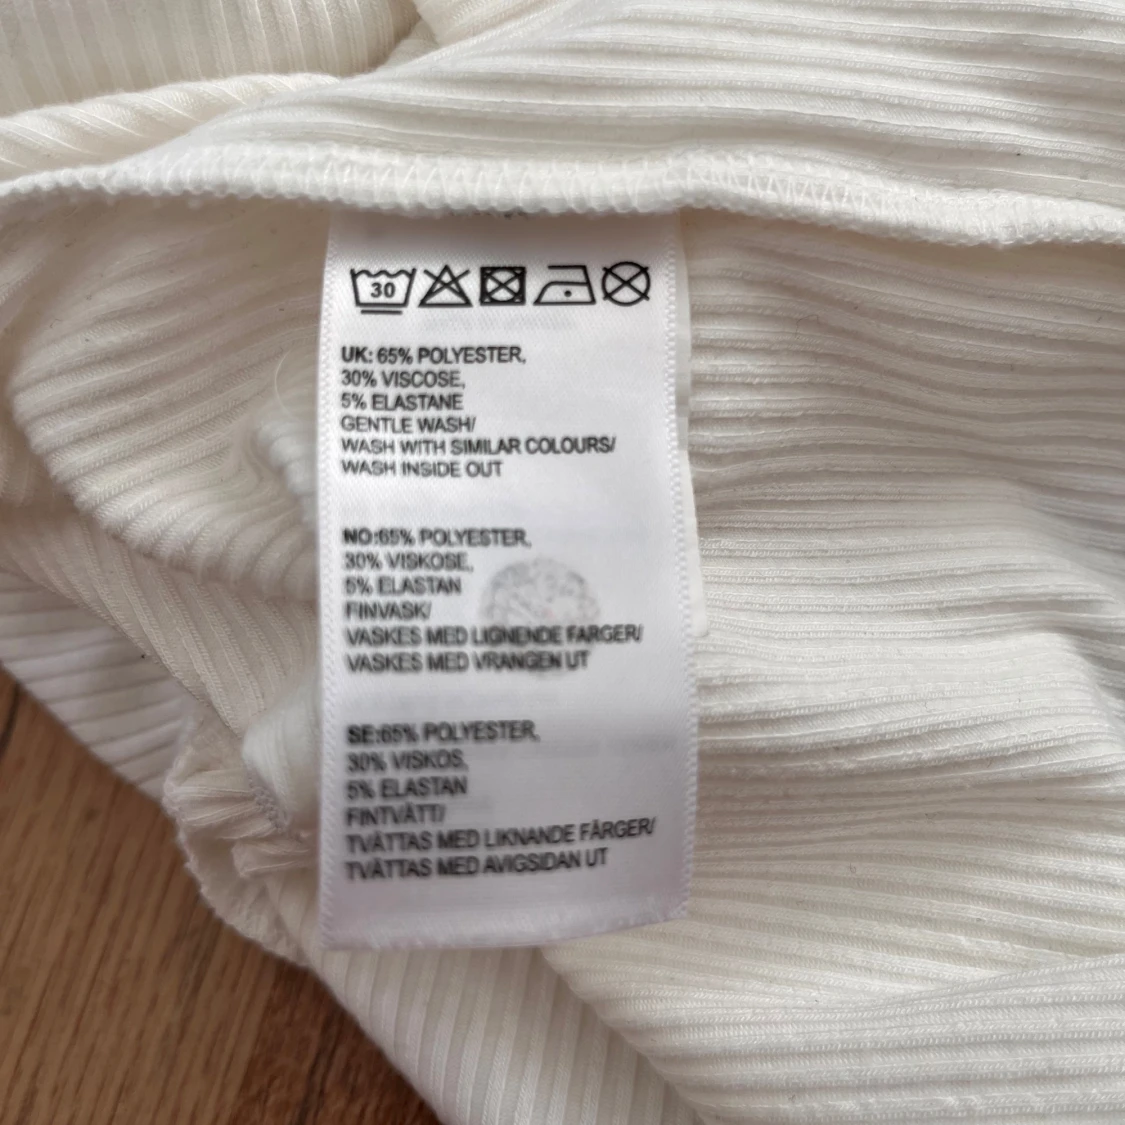 30
UK: 65% POLYESTER,
30% VISCOSE,
5% ELASTANE
GENTLE WASH/
WASH WITH SIMILAR COLOURS/
WASH INSIDE OUT
NO:65% POLYESTER,
30% VISKOSE,
5% ELASTAN
FINVASK/
VASKES MED LIGNENDE FARGER/
VASKES MED VRANGEN UT
SE:65% POLYESTER,
30% VISKOS,
5% ELASTAN
FINTVÄTT/
TVÄTTAS MED LIKNANDE FÄRGER/
TVÄTTAS MED AVIGSIDAN UT